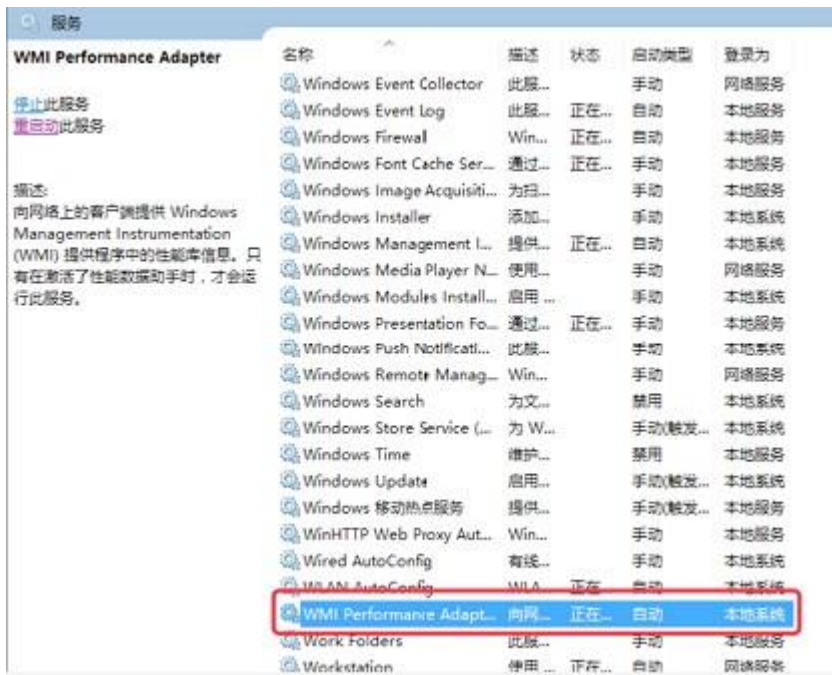 服务
WMI Performance Adapter
停止此服务
重启动此服务
描述:
向网络上的客户端提供 Windows
Management Instrumentation
(WMI) 提供程序中的性能库信息。只
有在激活了性能数据助手时，才会运
行此服务。
名称 描述 状态 启动类型 登录为
Windows Event Collector 此服... 手动 网络服务
Windows Event Log 此服... 正在... 自动 本地服务
Windows Firewall Win... 正在... 自动 本地服务
Windows Font Cache Ser... 通过... 正在... 手动 本地服务
Windows Image Acquisiti... 为扫... 手动 本地服务
Windows Installer 添加... 手动 本地系统
Windows Management I... 提供... 正在... 自动 本地系统
Windows Media Player N... 使用... 手动 网络服务
Windows Modules Install... 启用 ... 手动 本地系统
Windows Presentation Fo... 通过... 正在... 手动 本地服务
Windows Push Notificati... 此服... 手动 本地系统
Windows Remote Manag... Win... 手动 网络服务
Windows Search 为文... 禁用 本地系统
Windows Store Service (... 为 W... 手动(触发... 本地系统
Windows Time 维护... 禁用 本地服务
Windows Update 启用... 手动(触发... 本地系统
Windows 移动热点服务 提供... 手动(触发... 本地服务
WinHTTP Web Proxy Aut... Win... 手动 本地服务
Wired AutoConfig 有线... 手动 本地系统
WLAN AutoConfig WLA 正在 自动 本地系统
WMI Performance Adapt... 向网... 正在... 自动 本地系统
Work Folders 此服... 手动 本地服务
Workstation 使用 ... 正在... 自动 网络服务